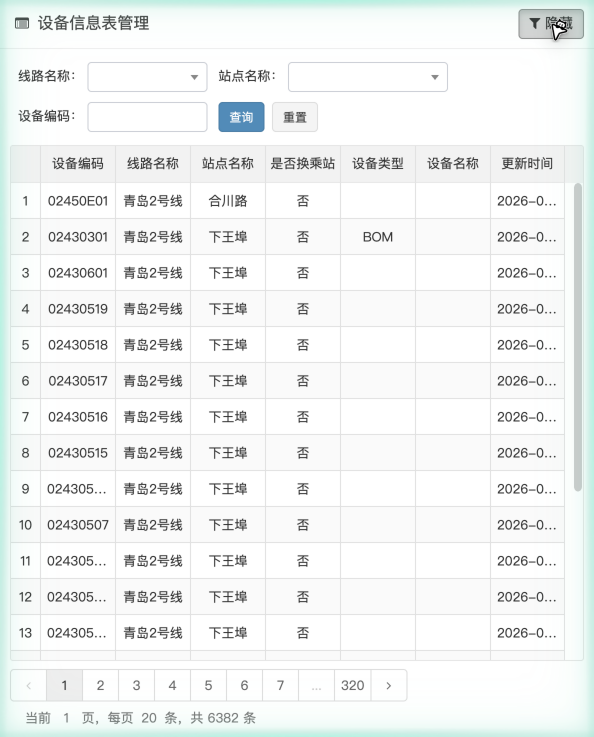 设备信息表管理 隐藏
线路名称： 站点名称：
设备编码： 查询 重置
设备编码 线路名称 站点名称 是否换乘站 设备类型 设备名称 更新时间
1 02450E01 青岛2号线 合川路 否 2026-0...
2 02430301 青岛2号线 下王埠 否 BOM 2026-0...
3 02430601 青岛2号线 下王埠 否 2026-0...
4 02430519 青岛2号线 下王埠 否 2026-0...
5 02430518 青岛2号线 下王埠 否 2026-0...
6 02430517 青岛2号线 下王埠 否 2026-0...
7 02430516 青岛2号线 下王埠 否 2026-0...
8 02430515 青岛2号线 下王埠 否 2026-0...
9 024305... 青岛2号线 下王埠 否 2026-0...
10 02430507 青岛2号线 下王埠 否 2026-0...
11 024305... 青岛2号线 下王埠 否 2026-0...
12 024305... 青岛2号线 下王埠 否 2026-0...
13 024305... 青岛2号线 下王埠 否 2026-0...
‹ 1 2 3 4 5 6 7 ... 320 ›
当前 1 页，每页 20 条，共 6382 条